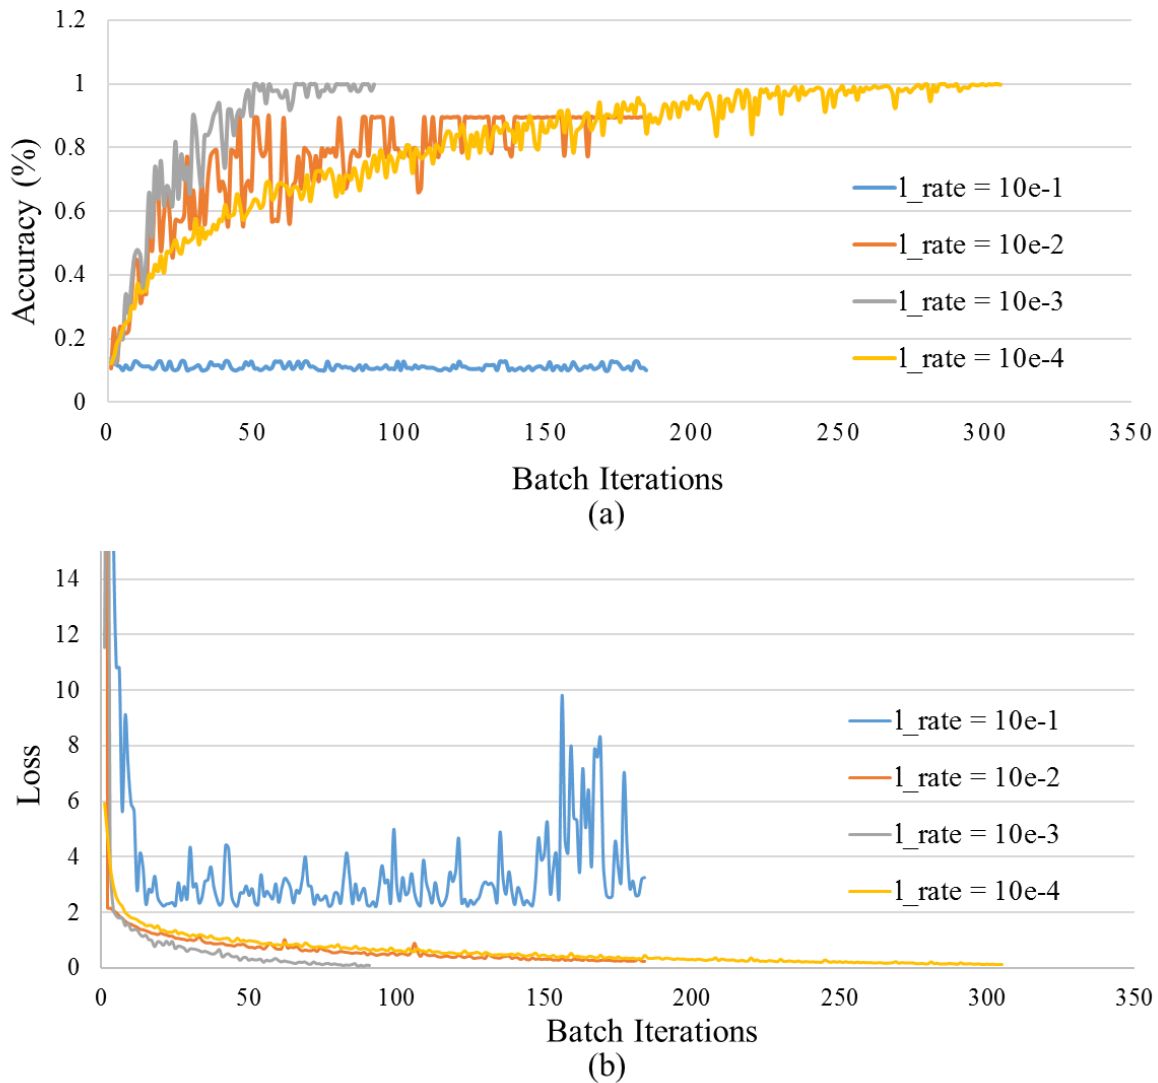 1.2
1
0.8
0.6
0.4
0.2
0
Accuracy (%)
l_rate = 10e-1
l_rate = 10e-2
l_rate = 10e-3
l_rate = 10e-4
0 50 100 150 200 250 300 350
Batch Iterations
(a)
14
12
10
8
6
4
2
0
Loss
l_rate = 10e-1
l_rate = 10e-2
l_rate = 10e-3
l_rate = 10e-4
0 50 100 150 200 250 300 350
Batch Iterations
(b)